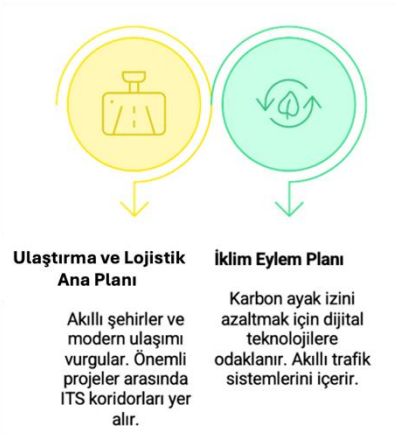 Ulaştırma ve Lojistik
Ana Planı
Akıllı şehirler ve
modern ulaşımı
vurgular. Önemli
projeler arasında
ITS koridorları yer
alır.
İklim Eylem Planı
Karbon ayak izini
azaltmak için dijital
teknolojilere
odaklanır. Akıllı trafik
sistemlerini içerir.